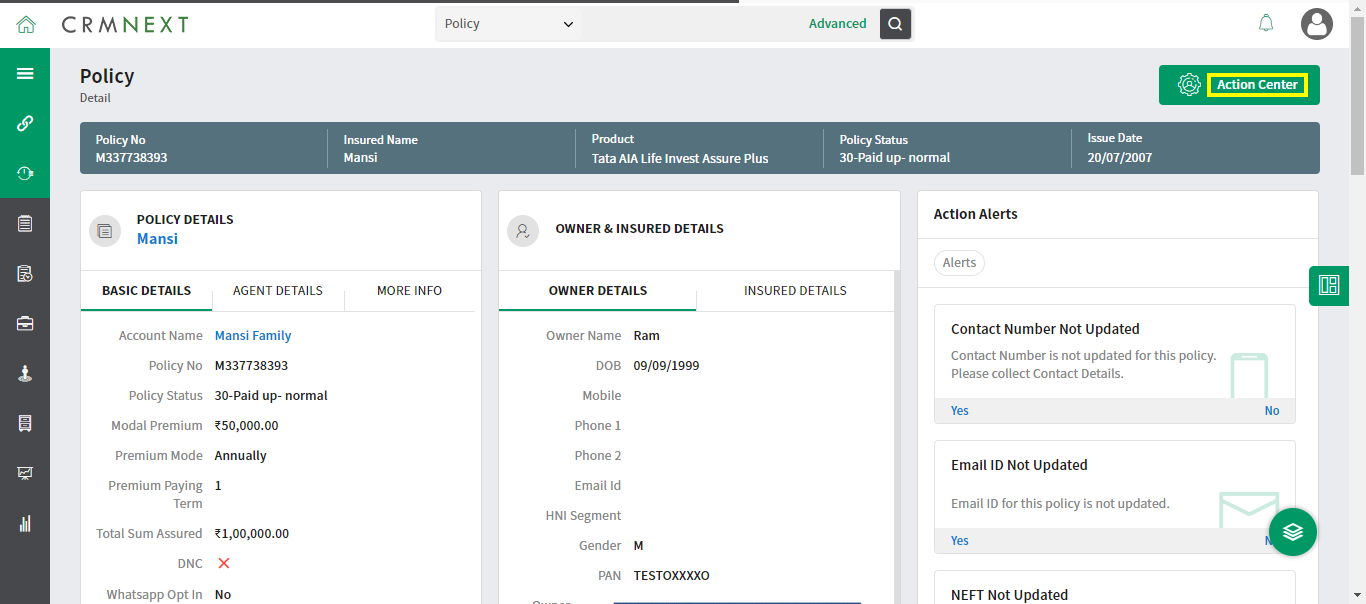 CRMNEXT
Policy
Advanced
Policy
Detail
Action Center
Policy No
M337738393
Insured Name
Mansi
Product
Tata AIA Life Invest Assure Plus
Policy Status
30-Paid up- normal
Issue Date
20/07/2007
POLICY DETAILS
Mansi
BASIC DETAILS
AGENT DETAILS
MORE INFO
Account Name Mansi Family
Policy No M337738393
Policy Status 30-Paid up- normal
Modal Premium ₹50,000.00
Premium Mode Annually
Premium Paying 1
Term
Total Sum Assured ₹1,00,000.00
DNC
Whatsapp Opt In No
OWNER & INSURED DETAILS
OWNER DETAILS
INSURED DETAILS
Owner Name Ram
DOB 09/09/1999
Mobile
Phone 1
Phone 2
Email Id
HNI Segment
Gender M
PAN TESTOXXXXO
Owner
Action Alerts
Alerts
Contact Number Not Updated
Contact Number is not updated for this policy.
Please collect Contact Details.
Yes No
Email ID Not Updated
Email ID for this policy is not updated.
Yes
NEFT Not Updated